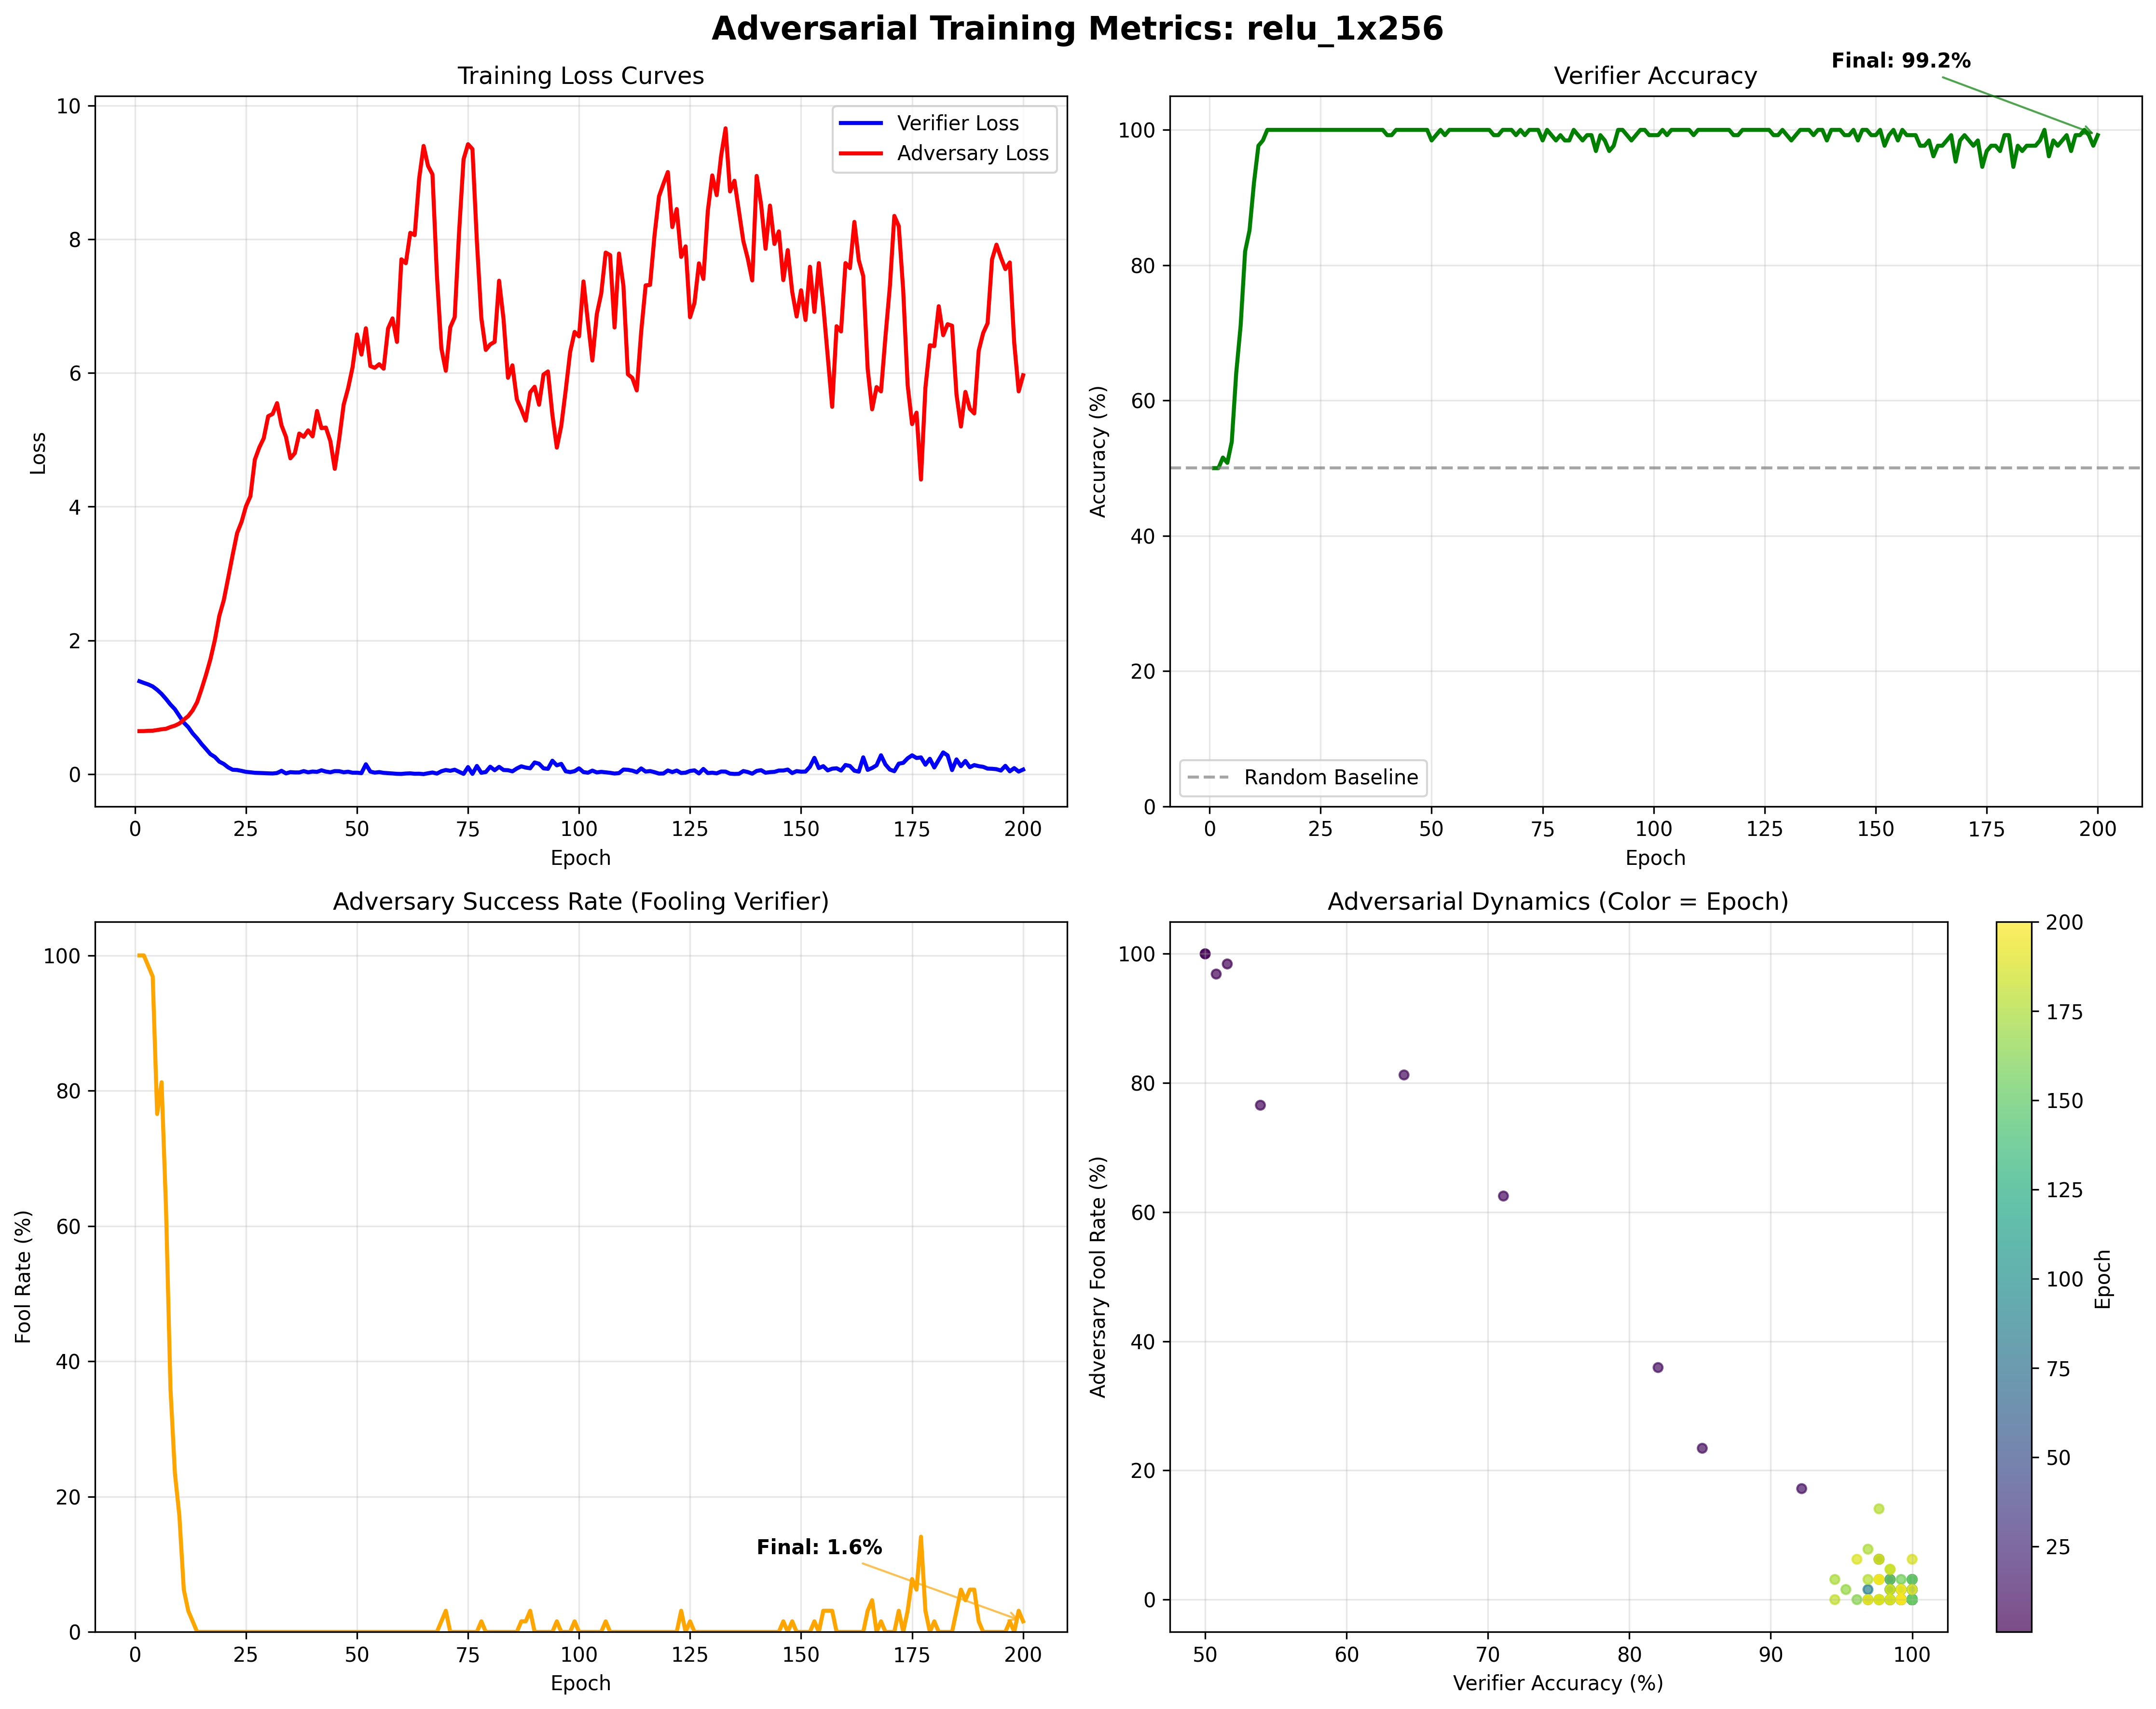 Adversarial Training Metrics: relu_1x256
Training Loss Curves
10
8
6
4
2
0
Loss
Verifier Loss
Adversary Loss
0 25 50 75 100 125 150 175 200
Epoch
Verifier Accuracy
Final: 99.2%
100
80
60
40
20
0
Accuracy (%)
Random Baseline
0 25 50 75 100 125 150 175 200
Epoch
Adversary Success Rate (Fooling Verifier)
100
80
60
40
20
0
Fool Rate (%)
Final: 1.6%
0 25 50 75 100 125 150 175 200
Epoch
Adversarial Dynamics (Color = Epoch)
100
80
60
40
20
0
Adversary Fool Rate (%)
50 60 70 80 90 100
Verifier Accuracy (%)
200
175
150
125
100
75
50
25
Epoch